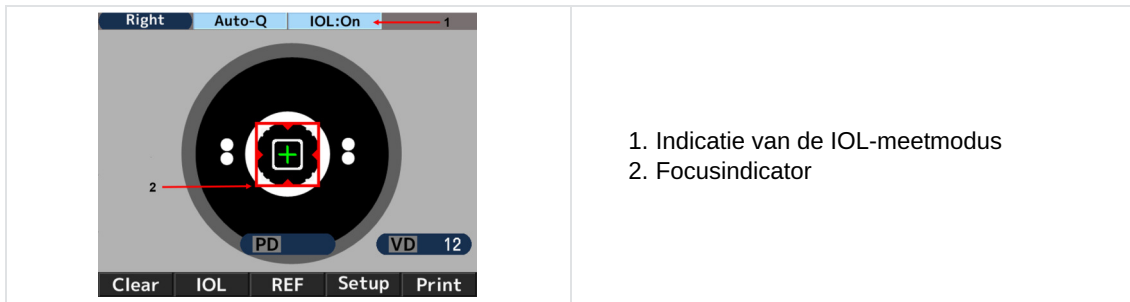 Right Auto-Q IOL:On 1
2
PD VD 12
Clear IOL REF Setup Print
1. Indicatie van de IOL-meetmodus
2. Focusindicator